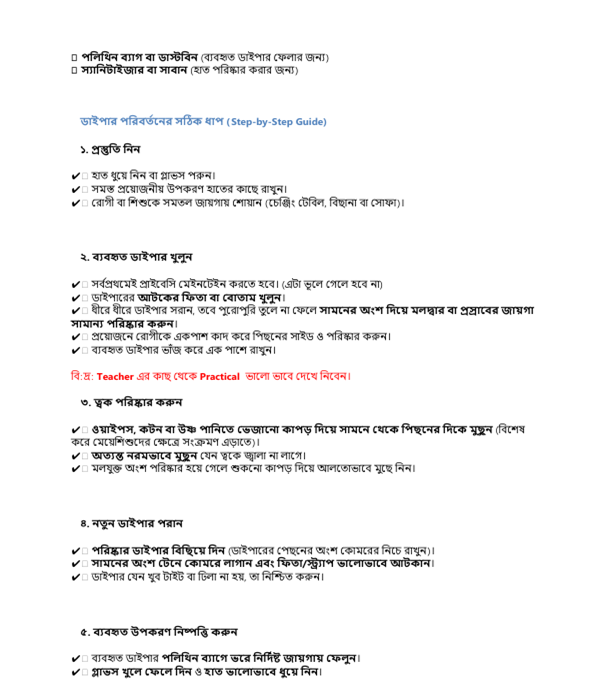 পলিথিন ব্যাগ বা ডাস্টবিন (ব্যবহৃত ডাইপার ফেলার জন্য)
স্যানিটাইজার বা সাবান (হাত পরিষ্কার করার জন্য)
ডাইপার পরিবর্তনের সঠিক ধাপ (Step-by-Step Guide)
১. প্রস্তুতি নিন
✔ হাত ধুয়ে নিন বা গ্লাভস পরুন।
✔ সমস্ত প্রয়োজনীয় উপকরণ হাতের কাছে রাখুন।
✔ রোগী বা শিশুকে সমতল জায়গায় শোয়ান (চেঞ্জিং টেবিল, বিছানা বা সোফা)।
২. ব্যবহৃত ডাইপার খুলুন
✔ সর্বপ্রথমেই প্রাইবেসি মেইনটেইন করতে হবে। (এটা ভুলে গেলে হবে না)
✔ ডাইপারের আটকের ফিতা বা বোতাম খুলুন।
✔ ধীরে ধীরে ডাইপার সরান, তবে পুরোপুরি তুলে না ফেলে সামনের অংশ দিয়ে মলদ্বার বা প্রস্রাবের জায়গা
সামান্য পরিষ্কার করুন।
✔ প্রয়োজনে রোগীকে একপাশ কাদ করে পিছনের সাইড ও পরিস্কার করুন।
✔ ব্যবহৃত ডাইপার ভাঁজ করে এক পাশে রাখুন।
বি:দ্র: Teacher এর কাছ থেকে Practical ভালো ভাবে দেখে নিবেন।
৩. ত্বক পরিষ্কার করুন
✔ ওয়াইপস, কটন বা উষ্ণ পানিতে ভেজানো কাপড় দিয়ে সামনে থেকে পিছনের দিকে মুছুন (বিশেষ
করে মেয়েশিশুদের ক্ষেত্রে সংক্রমণ এড়াতে)।
✔ অত্যন্ত নরমভাবে মুছুন যেন ত্বকে জ্বালা না লাগে।
✔ মলযুক্ত অংশ পরিষ্কার হয়ে গেলে শুকনো কাপড় দিয়ে আলতোভাবে মুছে নিন।
৪. নতুন ডাইপার পরান
✔ পরিষ্কার ডাইপার বিছিয়ে দিন (ডাইপারের পেছনের অংশ কোমরের নিচে রাখুন)।
✔ সামনের অংশ টেনে কোমরে লাগান এবং ফিতা/স্ট্র্যাপ ভালোভাবে আটকান।
✔ ডাইপার যেন খুব টাইট বা ঢিলা না হয়, তা নিশ্চিত করুন।
৫. ব্যবহৃত উপকরণ নিষ্পত্তি করুন
✔ ব্যবহৃত ডাইপার পলিথিন ব্যাগে ভরে নির্দিষ্ট জায়গায় ফেলুন।
✔ গ্লাভস খুলে ফেলে দিন ও হাত ভালোভাবে ধুয়ে নিন।